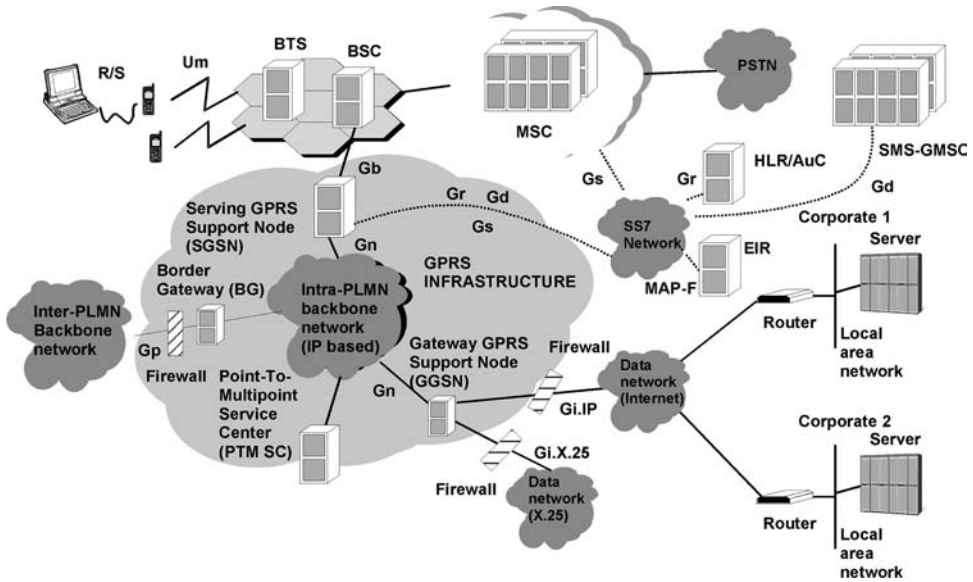 R/S
Um
BTS
BSC
MSC
PSTN
SMS-GMSC
HLR/AuC
Gs
Gr
Gd
Gb
Serving GPRS
Support Node
(SGSN)
Gr
Gd
Gs
SS7
Network
EIR
MAP-F
Corporate 1
Server
Router
Local
area
network
Gn
GPRS
INFRASTRUCTURE
Border
Gateway (BG)
Inter-PLMN
Backbone
network
Gp
Firewall
Intra-PLMN
backbone
network
(IP based)
Gateway GPRS
Support Node
(GGSN)
Gn
Firewall
Gi.IP
Data
network
(Internet)
Point-To-
Multipoint
Service
Center
(PTM SC)
Gi.X.25
Firewall
Data
network
(X.25)
Corporate 2
Server
Router
Local
area
network